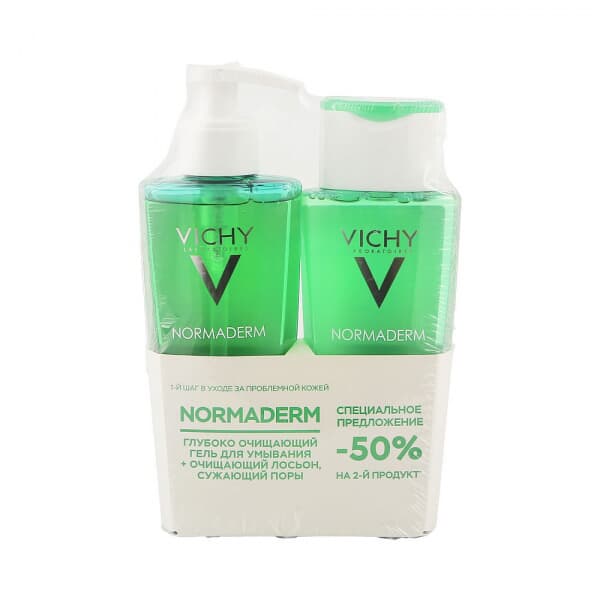 VICHY
LABORATOIRES
V
NORMADERM
VICHY
LABORATOIRES
V
NORMADERM
1-Й ШАГ В УХОДЕ ЗА ПРОБЛЕМНОЙ КОЖЕЙ
NORMADERM
ГЛУБОКО ОЧИЩАЮЩИЙ
ГЕЛЬ ДЛЯ УМЫВАНИЯ
+ ОЧИЩАЮЩИЙ ЛОСЬОН,
СУЖАЮЩИЙ ПОРЫ
СПЕЦИАЛЬНОЕ
ПРЕДЛОЖЕНИЕ
-50%
НА 2-Й ПРОДУКТ